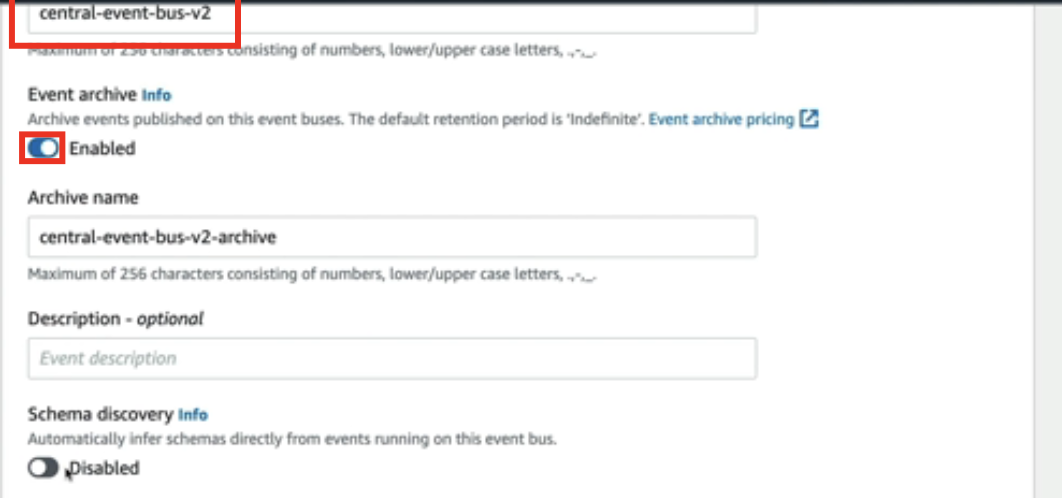 central-event-bus-v2
Maximum of 256 characters consisting of numbers, lower/upper case letters, .,-,_.
Event archive Info
Archive events published on this event buses. The default retention period is 'Indefinite'. Event archive pricing
Enabled
Archive name
central-event-bus-v2-archive
Maximum of 256 characters consisting of numbers, lower/upper case letters, .,-,_.
Description - optional
Event description
Schema discovery Info
Automatically infer schemas directly from events running on this event bus.
Disabled